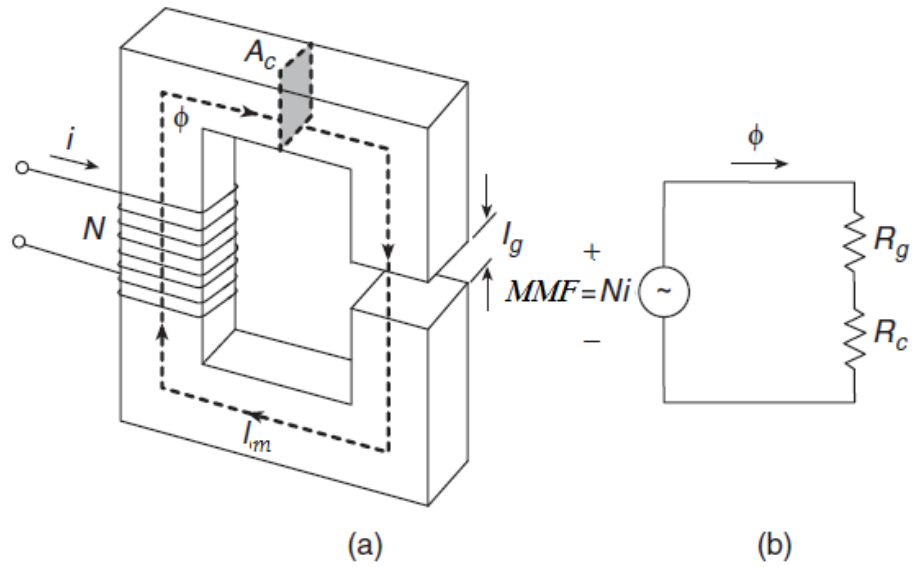 A_c
ϕ
i
N
l_g
l_m
(a)
ϕ
+
MMF = Ni
~
−
R_g
R_c
(b)